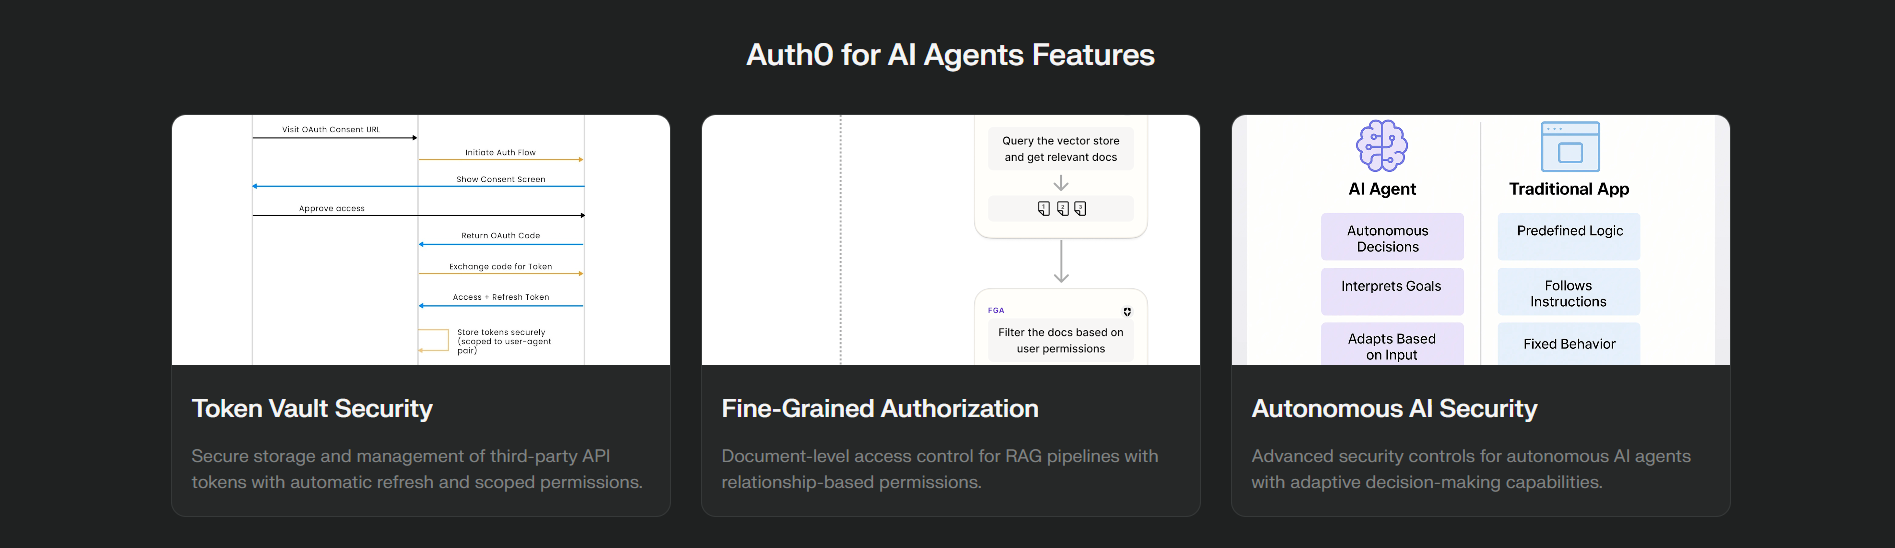 Auth0 for AI Agents Features
Visit OAuth Consent URL
Initiate Auth Flow
Show Consent Screen
Approve access
Return OAuth Code
Exchange code for Token
Access + Refresh Token
Store tokens securely
(scoped to user-agent
pair)
Token Vault Security
Secure storage and management of third-party API
tokens with automatic refresh and scoped permissions.
Query the vector store
and get relevant docs
1 2 3
FGA
Filter the docs based on
user permissions
Fine-Grained Authorization
Document-level access control for RAG pipelines with
relationship-based permissions.
AI Agent
Autonomous
Decisions
Interprets Goals
Adapts Based
on Input
Traditional App
Predefined Logic
Follows
Instructions
Fixed Behavior
Autonomous AI Security
Advanced security controls for autonomous AI agents
with adaptive decision-making capabilities.